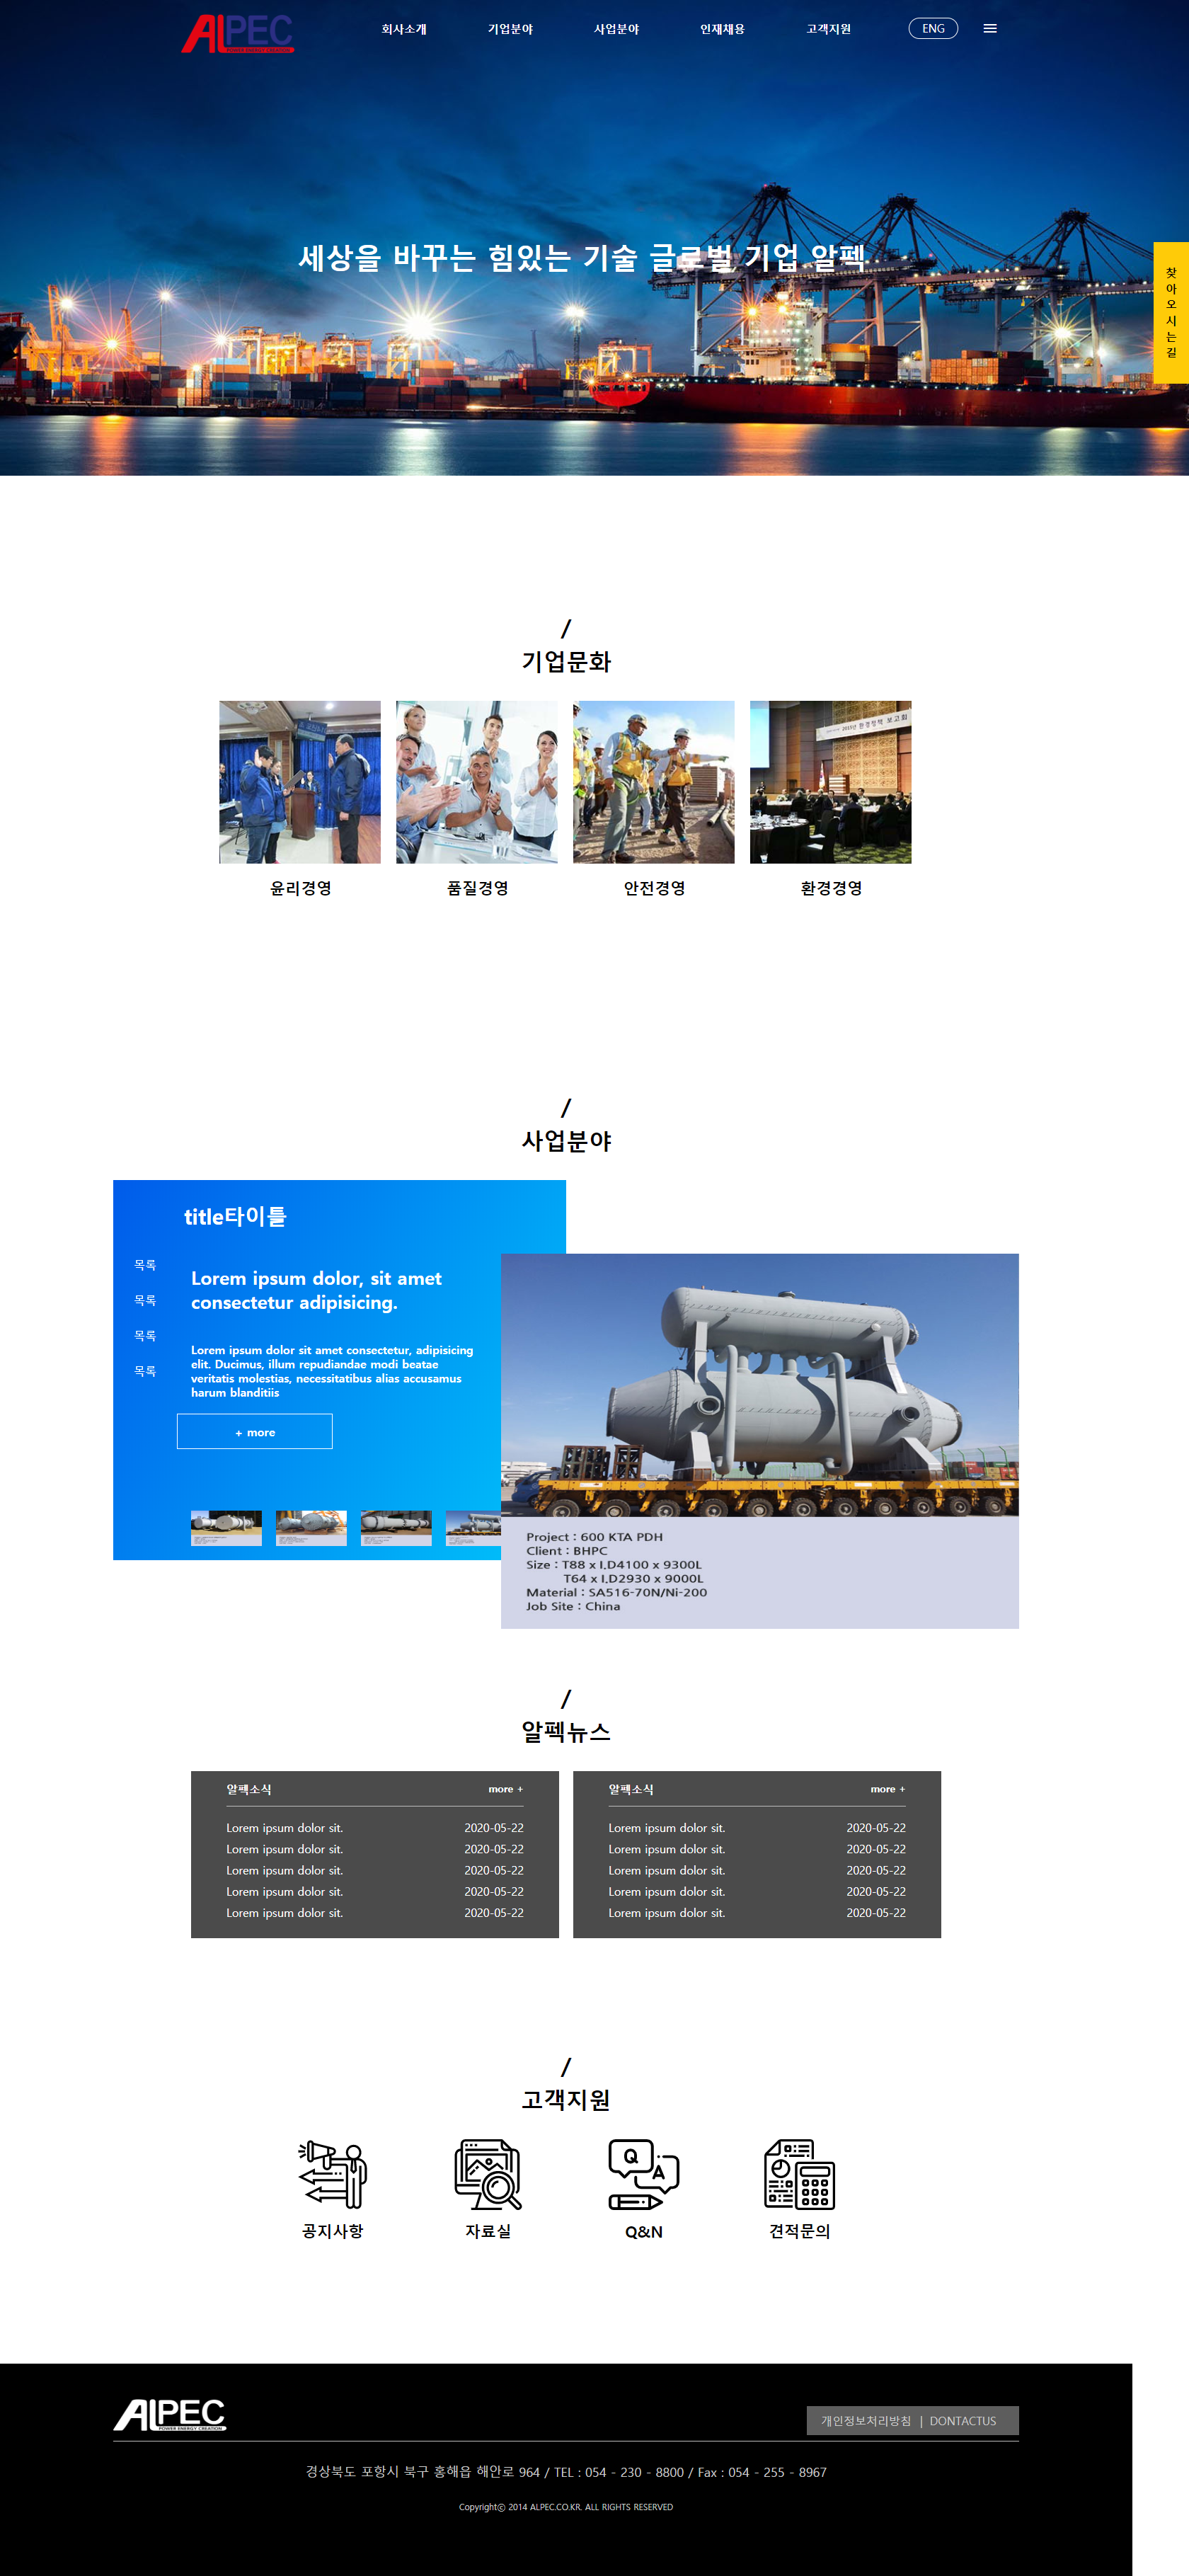 AlPEC
POWER ENERGY CREATION
회사소개 기업분야 사업분야 인재채용 고객지원 ENG
세상을 바꾸는 힘있는 기술 글로벌 기업 알펙
찾아오시는길
/
기업문화
2015년 환경정책 보고회
윤리경영 품질경영 안전경영 환경경영
/
사업분야
title타이틀
목록
목록
목록
목록
Lorem ipsum dolor, sit amet
consectetur adipisicing.
Lorem ipsum dolor sit amet consectetur, adipisicing
elit. Ducimus, illum repudiandae modi beatae
veritatis molestias, necessitatibus alias accusamus
harum blanditiis
+ more
Project : 600 KTA PDH
Client : BHPC
Size : T88 x I.D4100 x 9300L
T64 x I.D2930 x 9000L
Material : SA516-70N/Ni-200
Job Site : China
/
알펙뉴스
알펙소식 more +
Lorem ipsum dolor sit. 2020-05-22
Lorem ipsum dolor sit. 2020-05-22
Lorem ipsum dolor sit. 2020-05-22
Lorem ipsum dolor sit. 2020-05-22
Lorem ipsum dolor sit. 2020-05-22
알펙소식 more +
Lorem ipsum dolor sit. 2020-05-22
Lorem ipsum dolor sit. 2020-05-22
Lorem ipsum dolor sit. 2020-05-22
Lorem ipsum dolor sit. 2020-05-22
Lorem ipsum dolor sit. 2020-05-22
/
고객지원
Q A
공지사항 자료실 Q&N 견적문의
AlPEC
POWER ENERGY CREATION
개인정보처리방침 | DONTACTUS
경상북도 포항시 북구 홍해읍 해안로 964 / TEL : 054 - 230 - 8800 / Fax : 054 - 255 - 8967
Copyrightⓒ 2014 ALPEC.CO.KR. ALL RIGHTS RESERVED